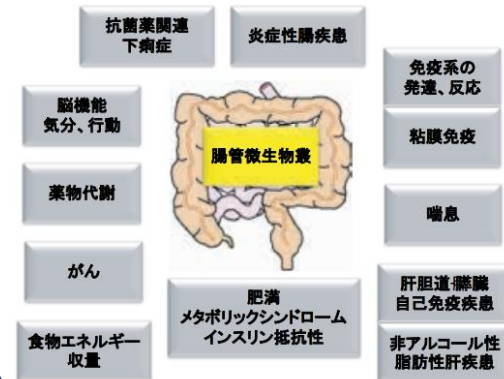 抗菌薬関連
下痢症
炎症性腸疾患
免疫系の
発達、反応
脳機能
気分、行動
腸管微生物叢
粘膜免疫
薬物代謝
喘息
がん
肥満
メタボリックシンドローム
インスリン抵抗性
肝胆道・膵臓
自己免疫疾患
食物エネルギー
収量
非アルコール性
脂肪性肝疾患